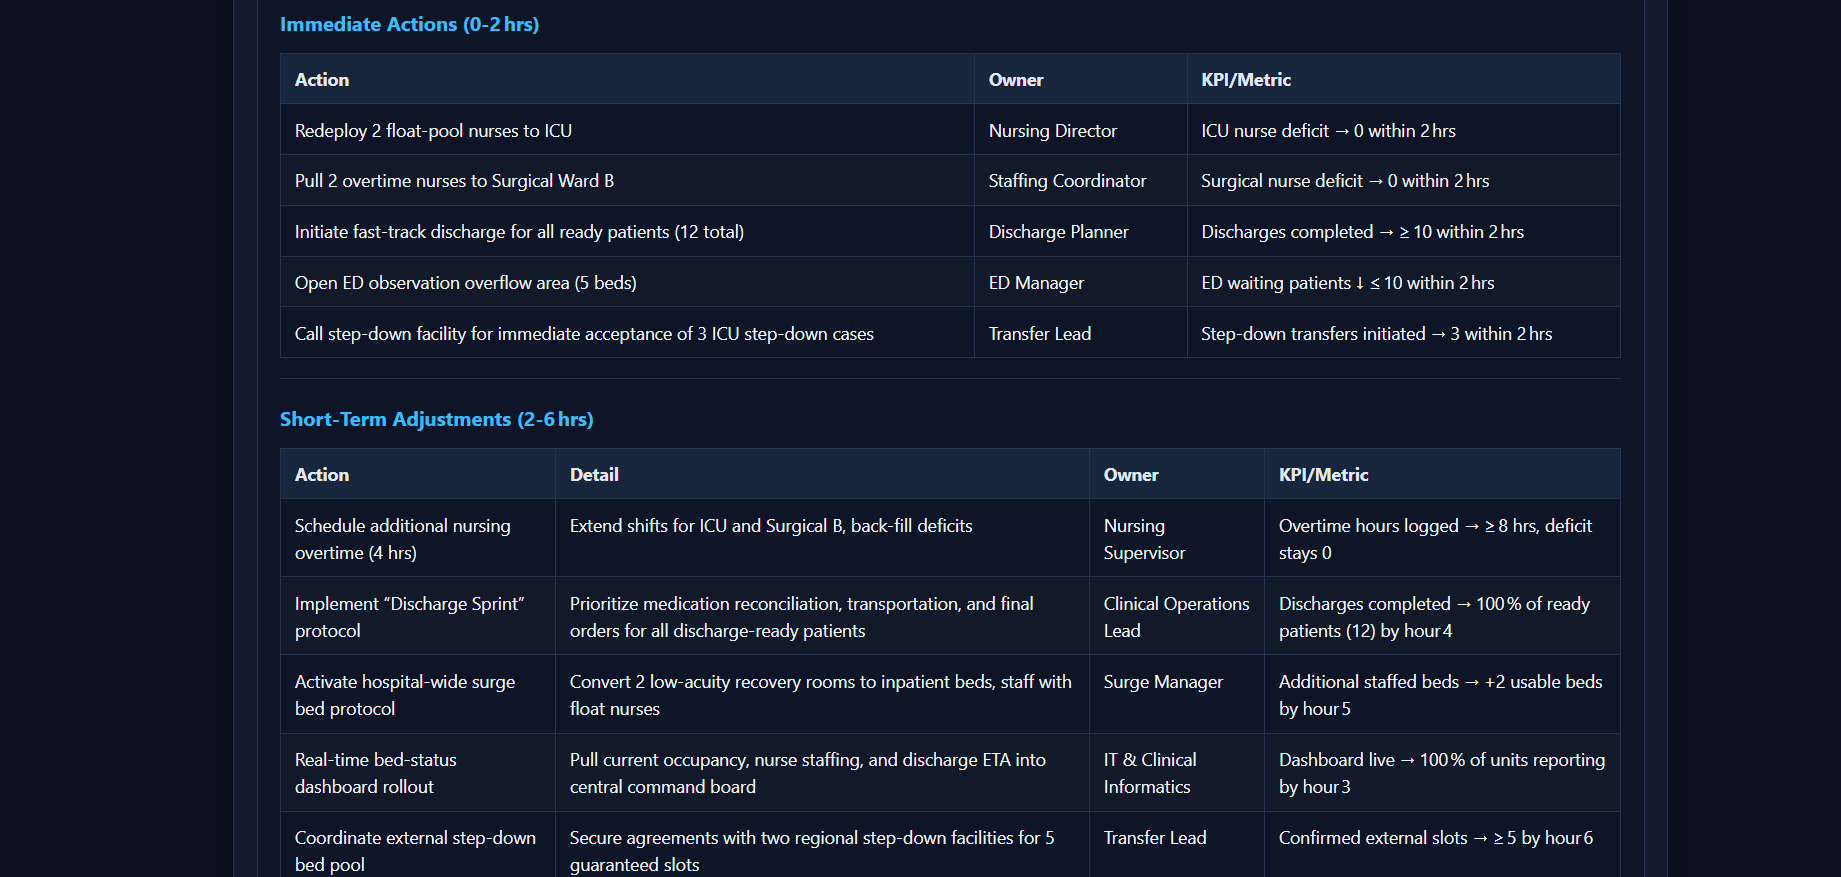 Immediate Actions (0-2 hrs)
Action Owner KPI/Metric
Redeploy 2 float-pool nurses to ICU Nursing Director ICU nurse deficit → 0 within 2 hrs
Pull 2 overtime nurses to Surgical Ward B Staffing Coordinator Surgical nurse deficit → 0 within 2 hrs
Initiate fast-track discharge for all ready patients (12 total) Discharge Planner Discharges completed → ≥ 10 within 2 hrs
Open ED observation overflow area (5 beds) ED Manager ED waiting patients ↓ ≤ 10 within 2 hrs
Call step-down facility for immediate acceptance of 3 ICU step-down cases Transfer Lead Step-down transfers initiated → 3 within 2 hrs
Short-Term Adjustments (2-6 hrs)
Action Detail Owner KPI/Metric
Schedule additional nursing
overtime (4 hrs)
Extend shifts for ICU and Surgical B, back-fill deficits
Nursing
Supervisor
Overtime hours logged → ≥ 8 hrs, deficit
stays 0
Implement “Discharge Sprint”
protocol
Prioritize medication reconciliation, transportation, and final
orders for all discharge-ready patients
Clinical Operations
Lead
Discharges completed → 100 % of ready
patients (12) by hour 4
Activate hospital-wide surge
bed protocol
Convert 2 low-acuity recovery rooms to inpatient beds, staff with
float nurses
Surge Manager
Additional staffed beds → +2 usable beds
by hour 5
Real-time bed-status
dashboard rollout
Pull current occupancy, nurse staffing, and discharge ETA into
central command board
IT & Clinical
Informatics
Dashboard live → 100 % of units reporting
by hour 3
Coordinate external step-down
bed pool
Secure agreements with two regional step-down facilities for 5
guaranteed slots
Transfer Lead
Confirmed external slots → ≥ 5 by hour 6